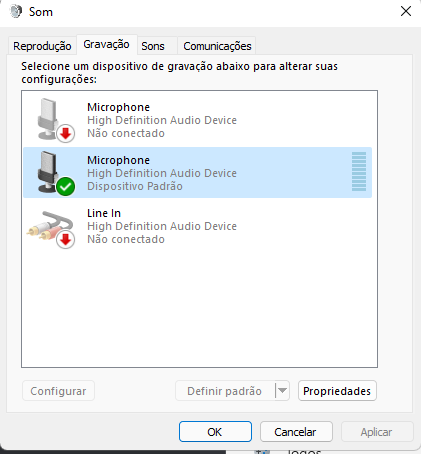 Som
Reprodução Gravação Sons Comunicações
Selecione um dispositivo de gravação abaixo para alterar suas
configurações:
Microphone
High Definition Audio Device
Não conectado
Microphone
High Definition Audio Device
Dispositivo Padrão
Line In
High Definition Audio Device
Não conectado
Configurar Definir padrão Propriedades
OK Cancelar Aplicar